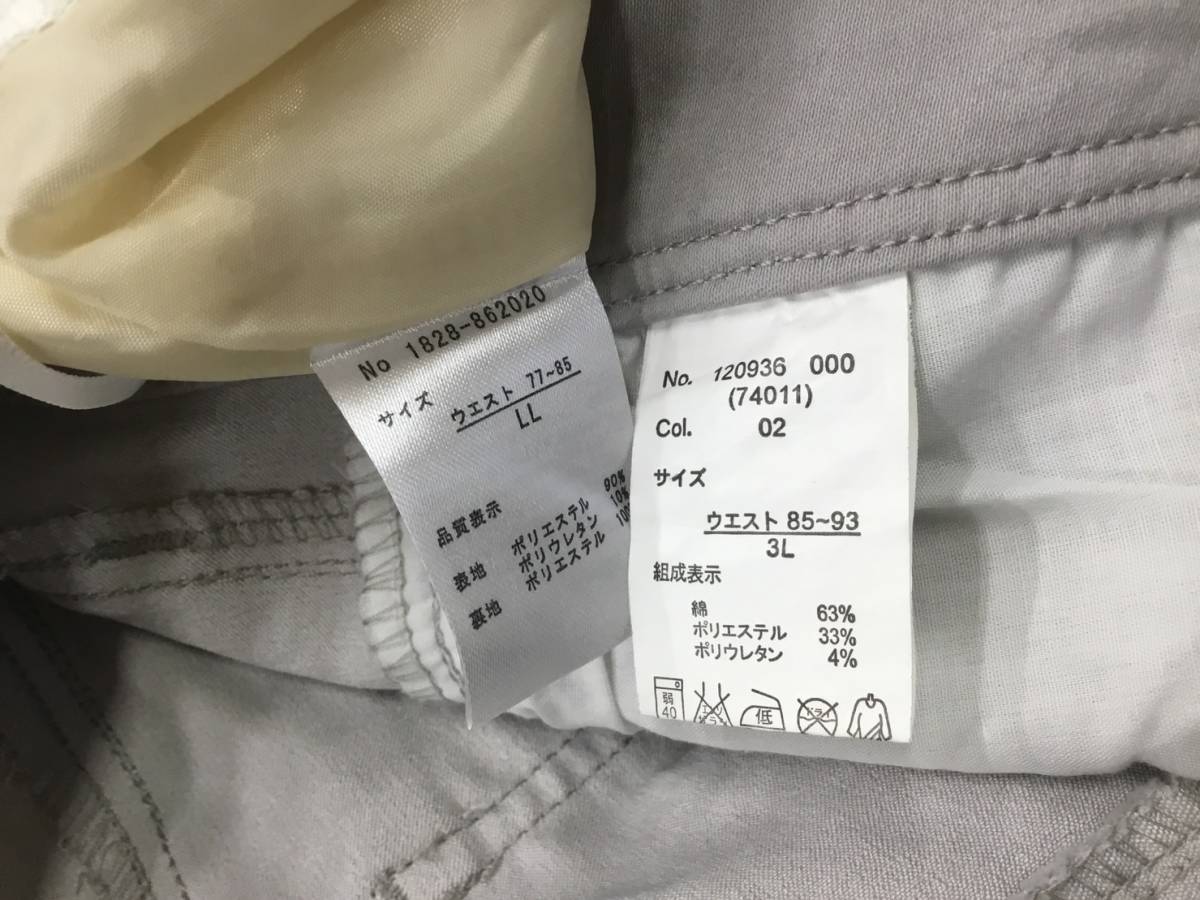 No 1828-862020
サイズ
ウエスト 77~85
LL
品質表示
表地 ポリエステル 90%
ポリウレタン 10%
裏地 ポリエステル 100%
No. 120936 000
(74011)
Col. 02
サイズ
ウエスト 85~93
3L
組成表示
綿 63%
ポリエステル 33%
ポリウレタン 4%
弱
40
低
ドライ